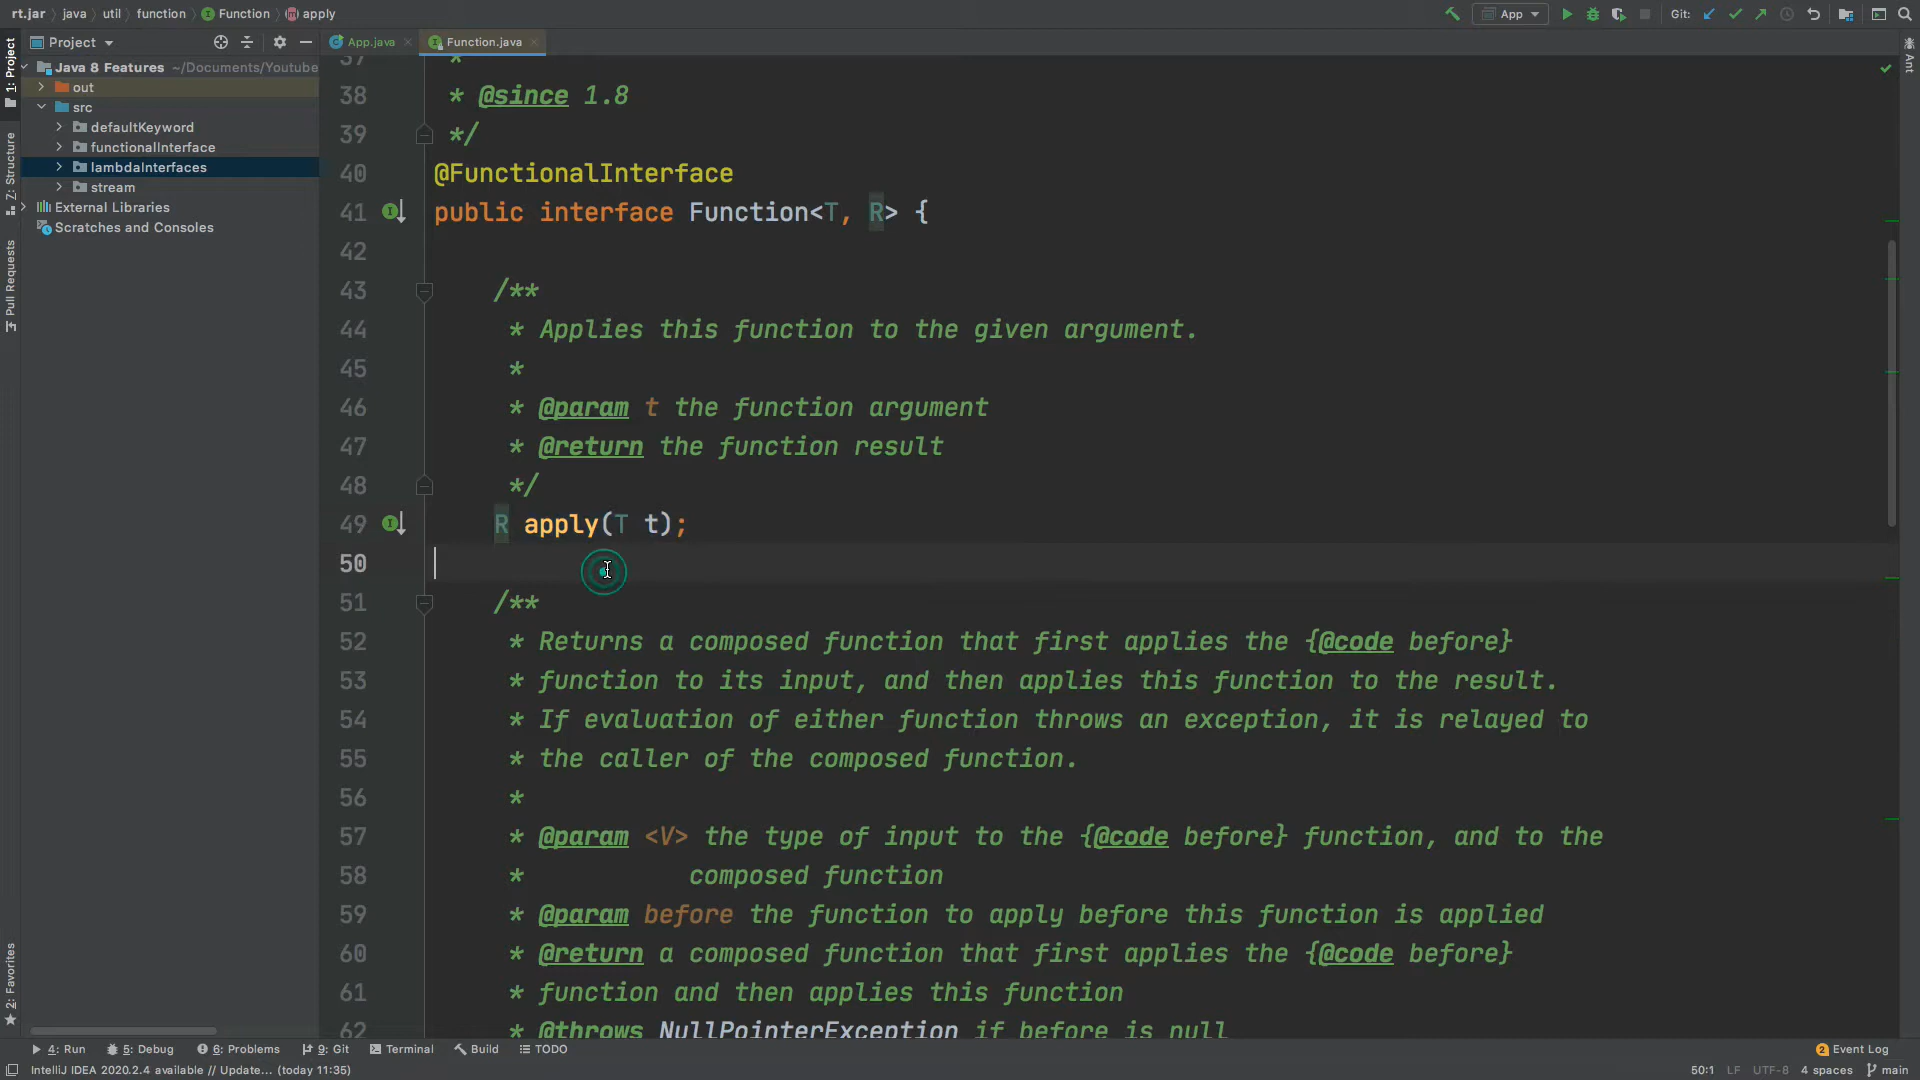 rt.jar java util function Function apply
App Git:
Project
App.java
Function.java
1: Project
Z: Structure
Pull Requests
2: Favorites
Ant
Java 8 Features ~/Documents/Youtube
out
src
defaultKeyword
functionalInterface
lambdaInterfaces
stream
External Libraries
Scratches and Consoles
37 *
38 * @since 1.8
39 */
40 @FunctionalInterface
41 public interface Function<T, R> {
42
43 /**
44 * Applies this function to the given argument.
45 *
46 * @param t the function argument
47 * @return the function result
48 */
49 R apply(T t);
50
51 /**
52 * Returns a composed function that first applies the {@code before}
53 * function to its input, and then applies this function to the result.
54 * If evaluation of either function throws an exception, it is relayed to
55 * the caller of the composed function.
56 *
57 * @param <V> the type of input to the {@code before} function, and to the
58 * composed function
59 * @param before the function to apply before this function is applied
60 * @return a composed function that first applies the {@code before}
61 * function and then applies this function
62 * @throws NullPointerException if before is null
4: Run 5: Debug 6: Problems 9: Git Terminal Build TODO 2 Event Log
IntelliJ IDEA 2020.2.4 available // Update... (today 11:35) 50:1 LF UTF-8 4 spaces main